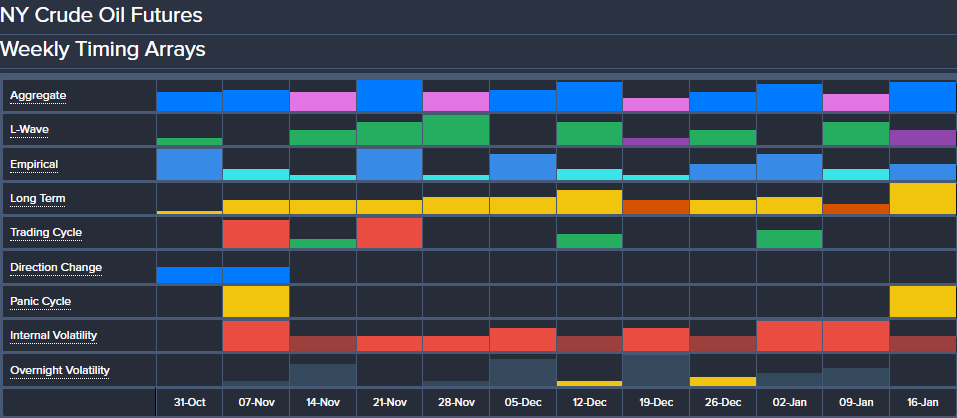 NY Crude Oil Futures
Weekly Timing Arrays
Aggregate
L-Wave
Empirical
Long Term
Trading Cycle
Direction Change
Panic Cycle
Internal Volatility
Overnight Volatility
31-Oct 07-Nov 14-Nov 21-Nov 28-Nov 05-Dec 12-Dec 19-Dec 26-Dec 02-Jan 09-Jan 16-Jan